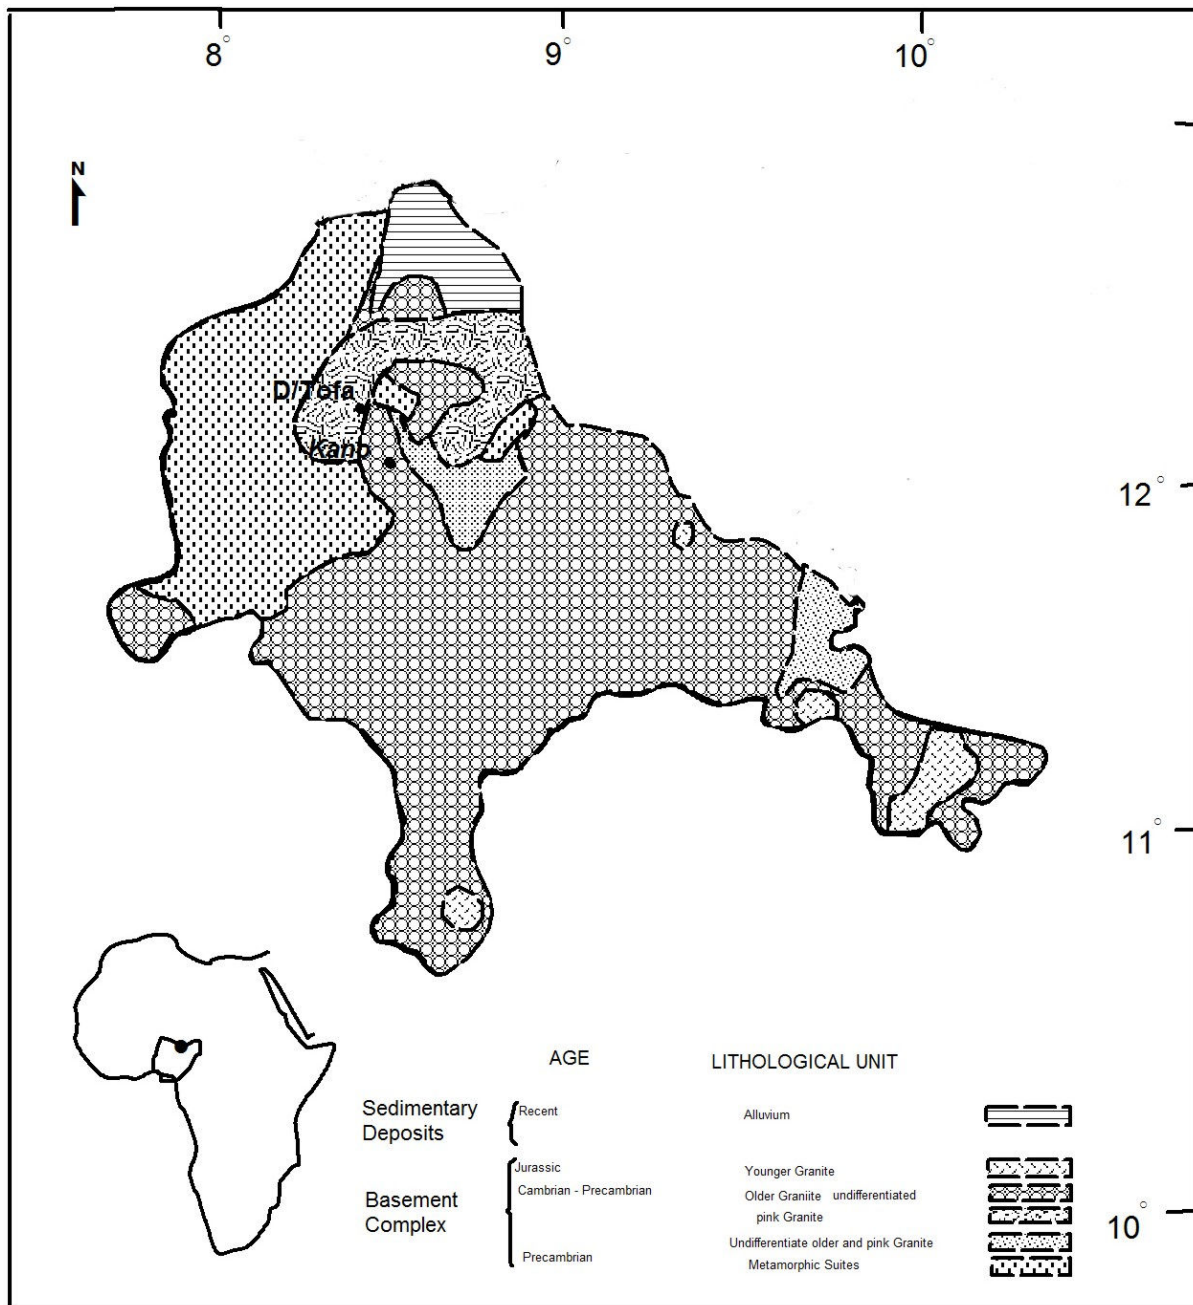 8° 9° 10°
N
D/Tofa
Kano
12°
11°
10°
AGE LITHOLOGICAL UNIT
Sedimentary Deposits
Recent Alluvium
Basement Complex
Jurassic Younger Granite
Cambrian - Precambrian Older Graniite undifferentiated
pink Granite
Undifferentiate older and pink Granite
Precambrian Metamorphic Suites